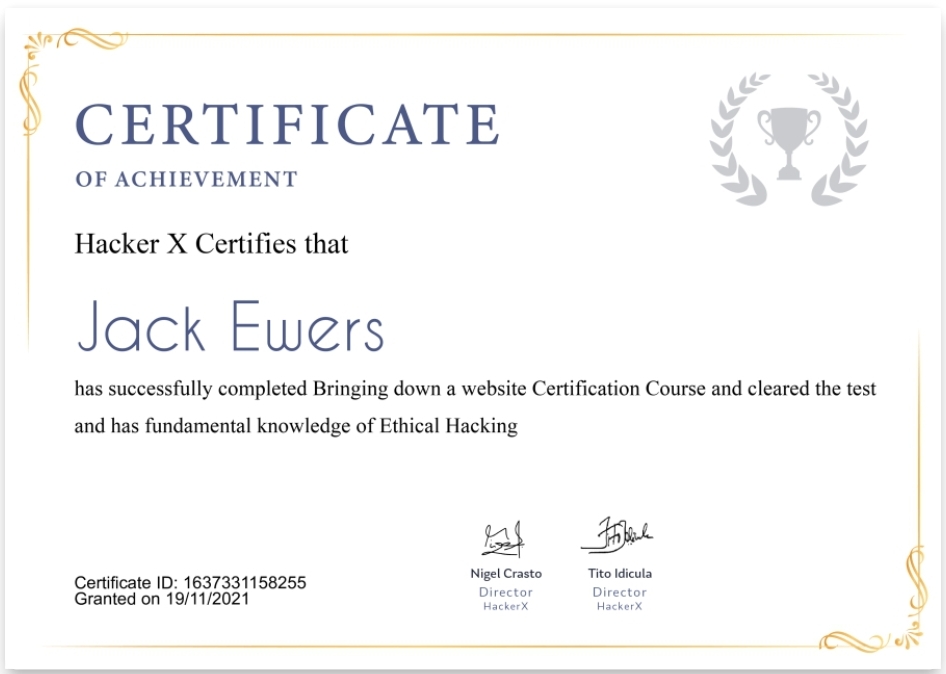 CERTIFICATE
OF ACHIEVEMENT
Hacker X Certifies that
Jack Ewers
has successfully completed Bringing down a website Certification Course and cleared the test
and has fundamental knowledge of Ethical Hacking
Certificate ID: 1637331158255
Granted on 19/11/2021
Nigel Crasto
Director
HackerX
Tito Idicula
Director
HackerX